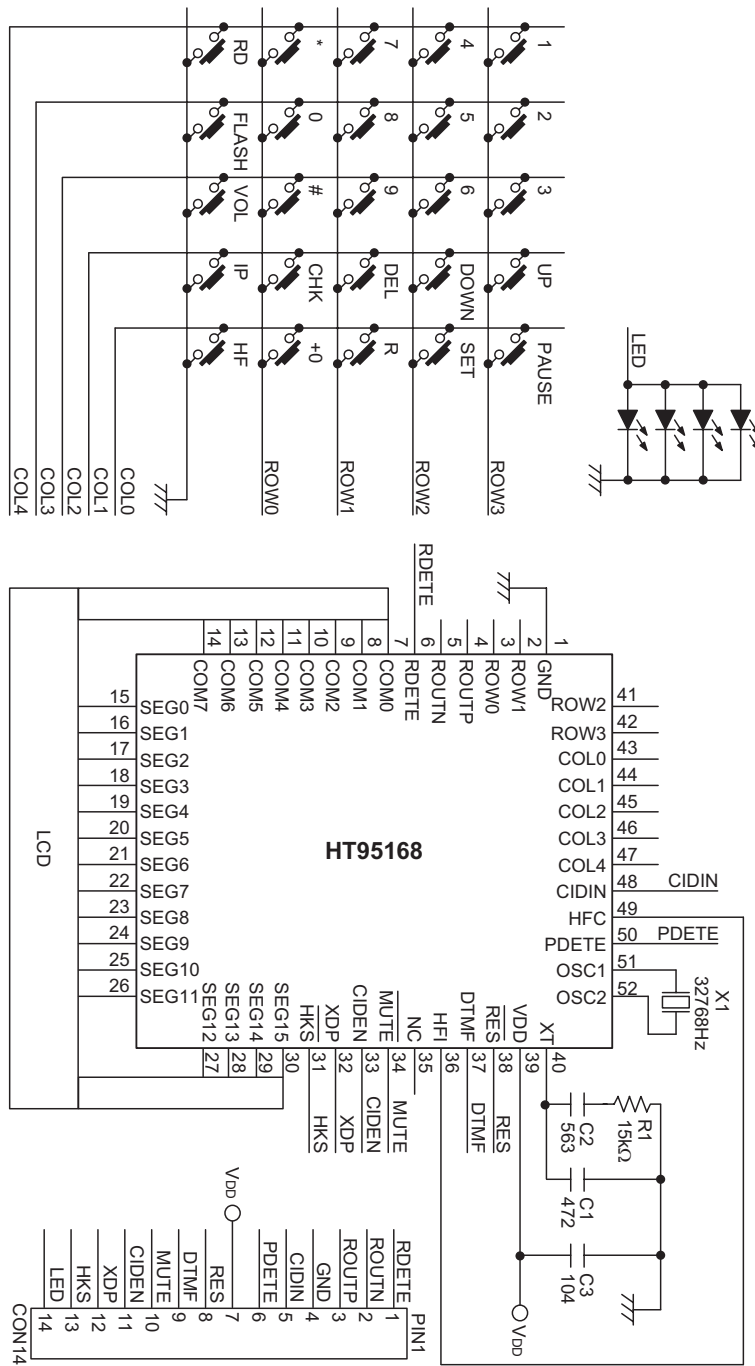 1
4
7
*
RD
2
5
8
0
FLASH
3
6
9
#
VOL
UP
DOWN
DEL
CHK
IP
PAUSE
SET
R
+0
HF
LED
ROW3
ROW2
ROW1
ROW0
COL0
COL1
COL2
COL3
COL4
RDETE
HT95168
1 GND
2
3 ROW1
4 ROW0
5 ROUTP
6 ROUTN
7 RDETE
8 COM0
9 COM1
10 COM2
11 COM3
12 COM4
13 COM5
14 COM6
COM7
15 SEG0
16 SEG1
17 SEG2
18 SEG3
19 SEG4
20 SEG5
21 SEG6
22 SEG7
23 SEG8
24 SEG9
25 SEG10
26 SEG11
LCD
27 SEG12
28 SEG13
29 SEG14
30 SEG15
31 HKS HKS
32 XDP XDP
33 CIDEN CIDEN
34 MUTE MUTE
35 NC
36 HFI
37 DTMF DTMF
38 RES RES
39 VDD
40 XT
ROW2 41
ROW3 42
COL0 43
COL1 44
COL2 45
COL3 46
COL4 47
CIDIN 48 CIDIN
HFC 49
PDETE 50 PDETE
OSC1 51
OSC2 52
X1
32768Hz
R1
15kΩ
C2
563
C1
472
C3
104
VDD
VDD
PIN1
RDETE 1
ROUTN 2
ROUTP 3
GND 4
CIDIN 5
PDETE 6
7
RES 8
DTMF 9
MUTE 10
CIDEN 11
XDP 12
HKS 13
LED 14
CON14